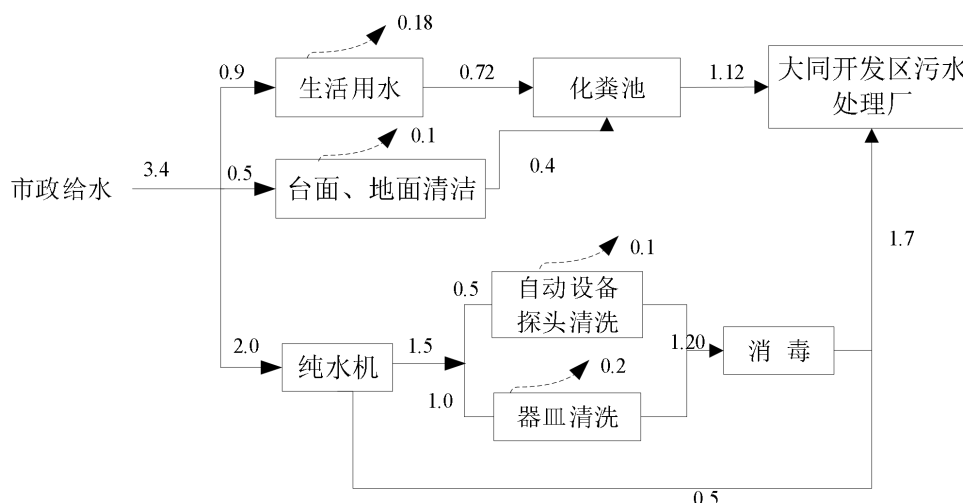 0.18
0.9
生活用水
0.72
化粪池
1.12
大同开发区污水
处理厂
0.1
市政给水
3.4
0.5
台面、地面清洁
0.4
1.7
0.1
0.5
自动设备
探头清洗
2.0
纯水机
1.5
1.20
消 毒
0.2
1.0
器皿清洗
0.5